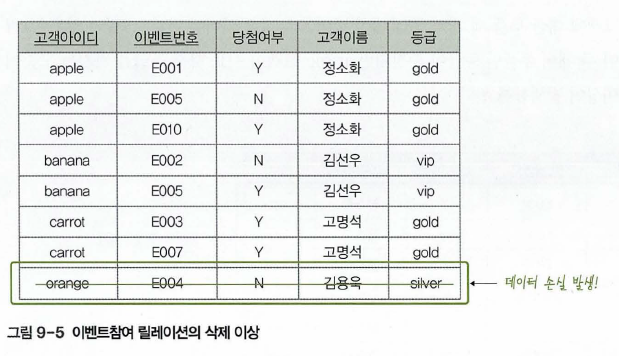 고객아이디 이벤트번호 당첨여부 고객이름 등급
apple E001 Y 정소화 gold
apple E005 N 정소화 gold
apple E010 Y 정소화 gold
banana E002 N 김선우 vip
banana E005 Y 김선우 vip
carrot E003 Y 고명석 gold
carrot E007 Y 고명석 gold
orange E004 N 김용욱 silver 데이터 손실 발생!
그림 9-5 이벤트참여 릴레이션의 삭제 이상